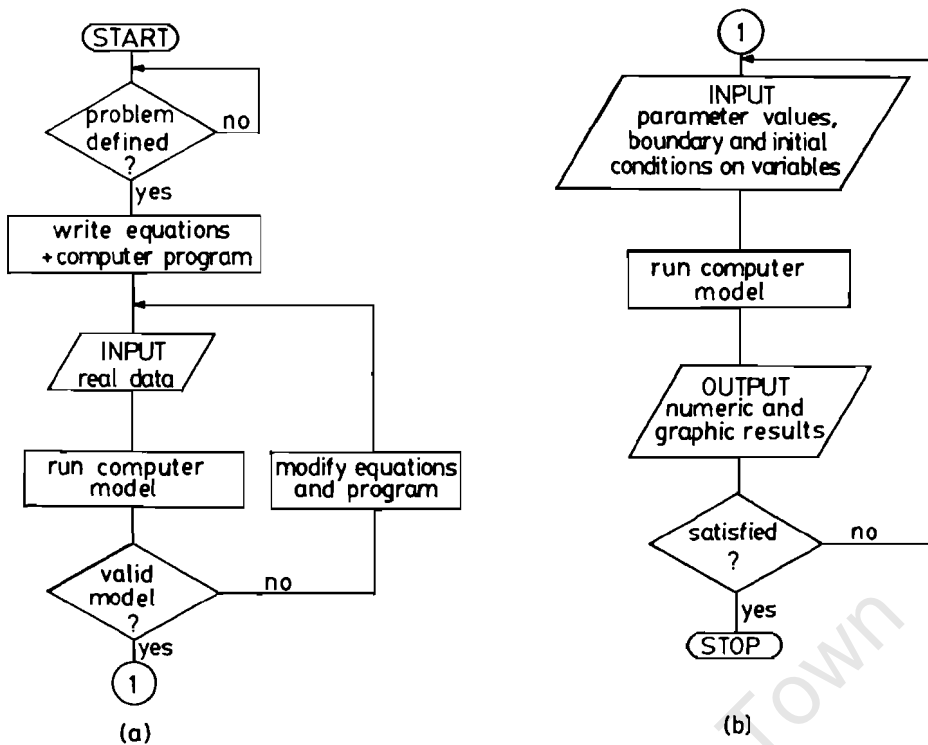 START
problem
defined
?
no
yes
write equations
+computer program
INPUT
real data
run computer
model
modify equations
and program
valid
model
?
no
yes
1
(a)
1
INPUT
parameter values,
boundary and initial
conditions on variables
run computer
model
OUTPUT
numeric and
graphic results
satisfied
?
no
yes
STOP
(b)
Town